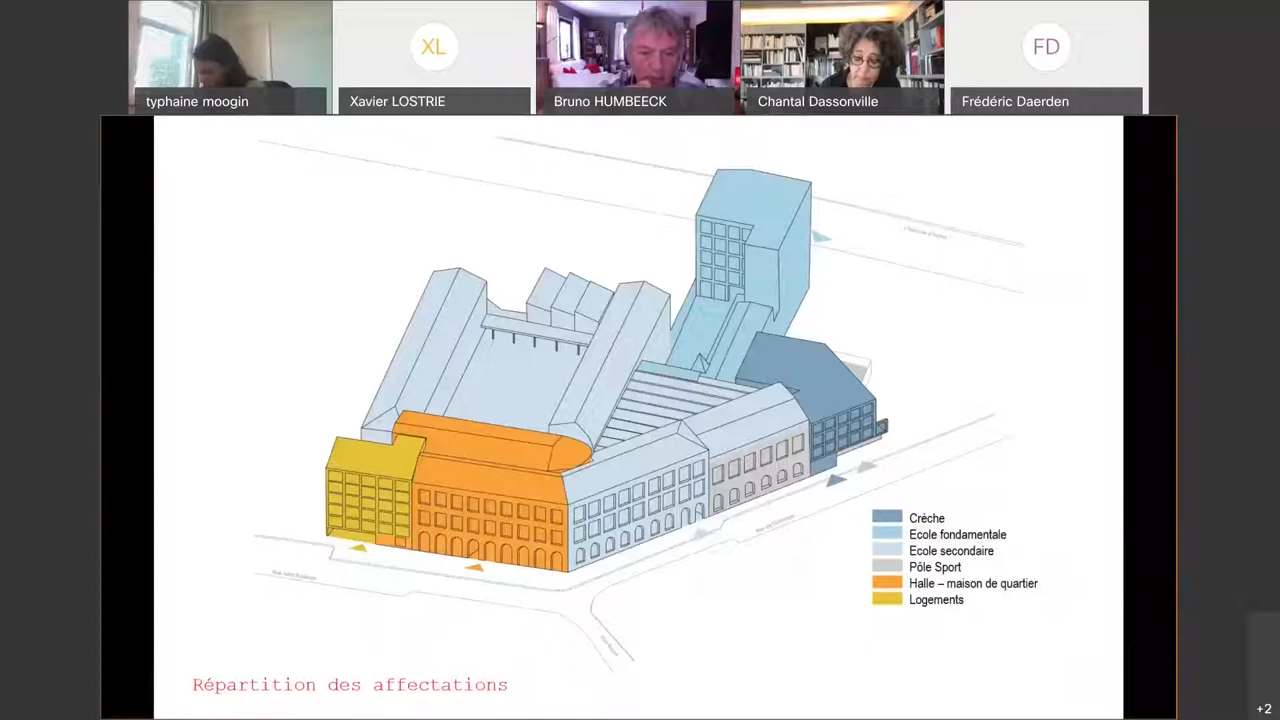 XL
FD
typhaine moogin
Xavier LOSTRIE
Bruno HUMBEECK
Chantal Dassonville
Frédéric Daerden
Crèche
Ecole fondamentale
Ecole secondaire
Pôle Sport
Halle – maison de quartier
Logements
Répartition des affectations
+2